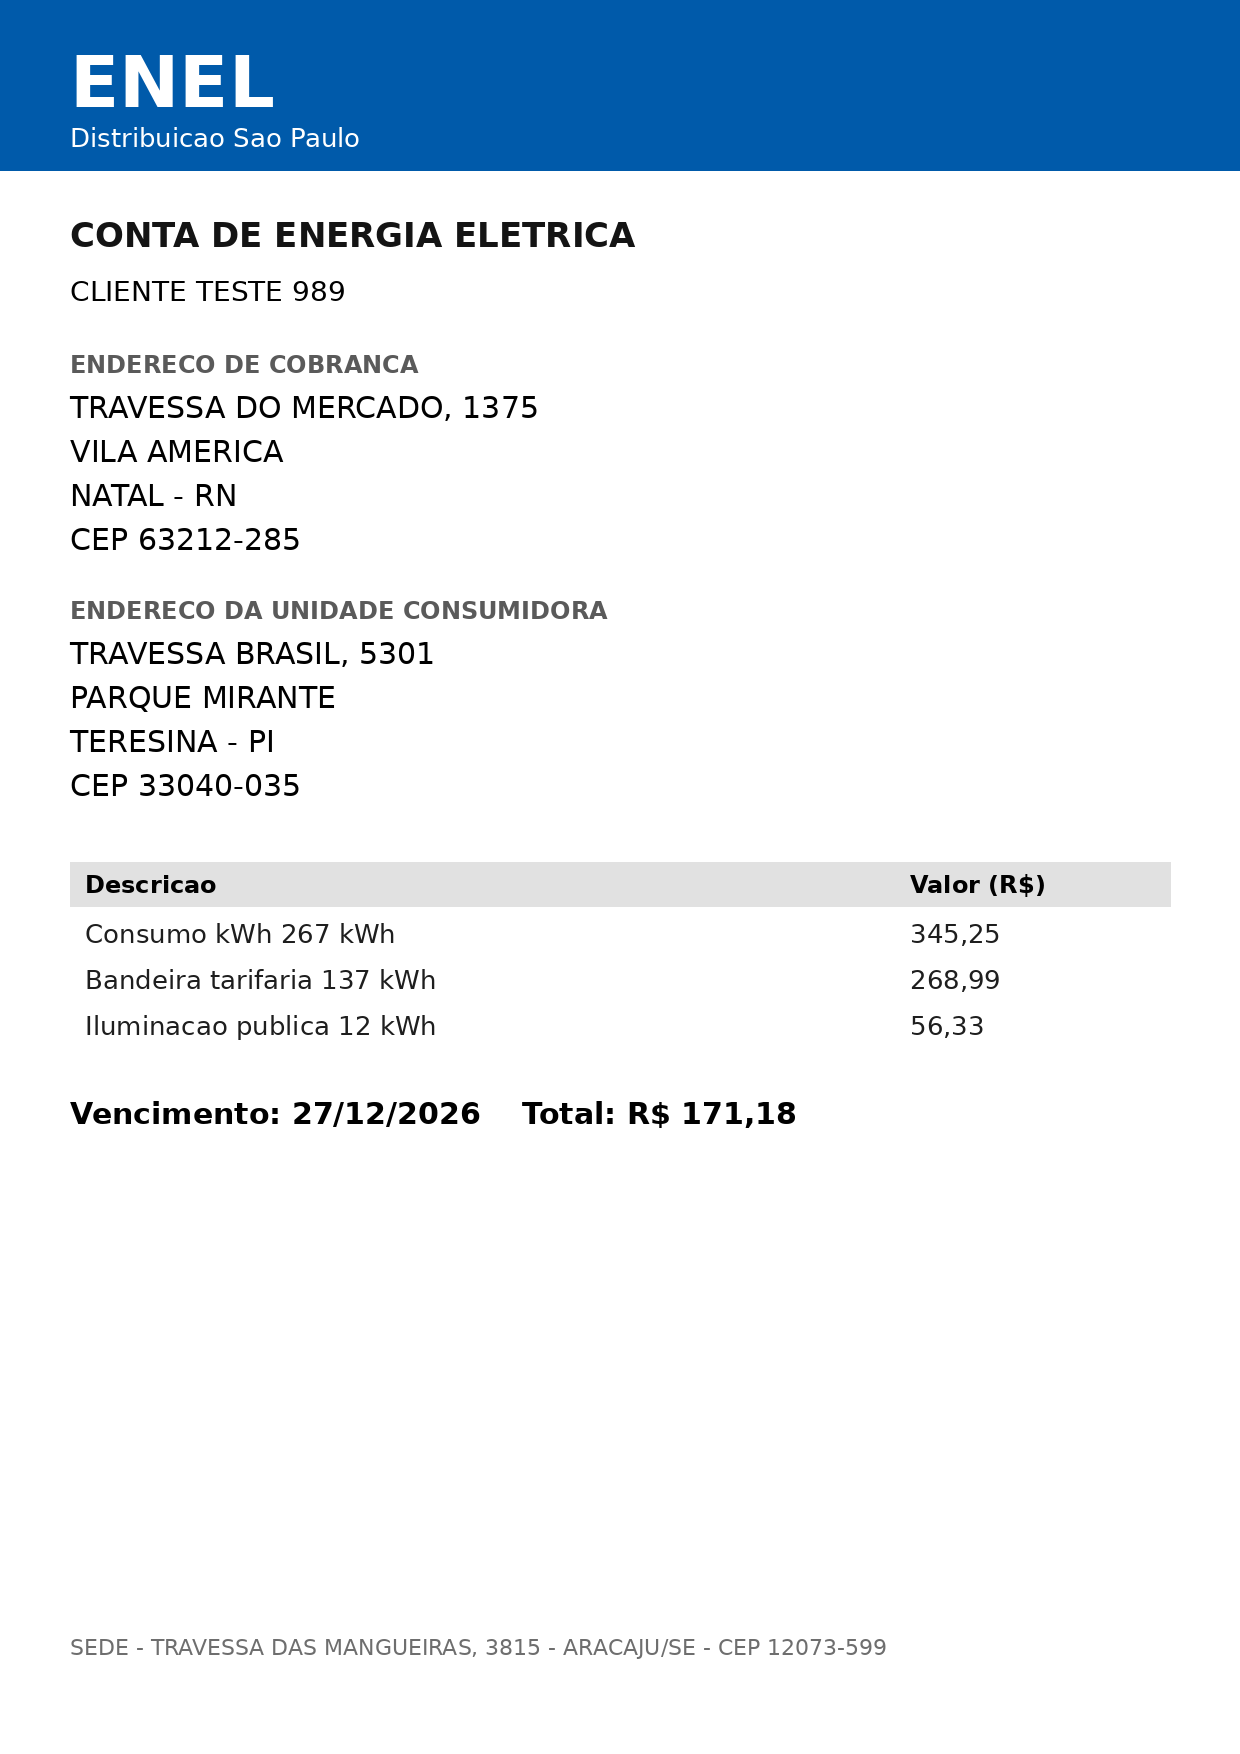 ENEL
Distribuicao Sao Paulo
CONTA DE ENERGIA ELETRICA
CLIENTE TESTE 989
ENDERECO DE COBRANCA
TRAVESSA DO MERCADO, 1375
VILA AMERICA
NATAL - RN
CEP 63212-285
ENDERECO DA UNIDADE CONSUMIDORA
TRAVESSA BRASIL, 5301
PARQUE MIRANTE
TERESINA - PI
CEP 33040-035
Descricao Valor (R$)
Consumo kWh 267 kWh 345,25
Bandeira tarifaria 137 kWh 268,99
Iluminacao publica 12 kWh 56,33
Vencimento: 27/12/2026 Total: R$ 171,18
SEDE - TRAVESSA DAS MANGUEIRAS, 3815 - ARACAJU/SE - CEP 12073-599